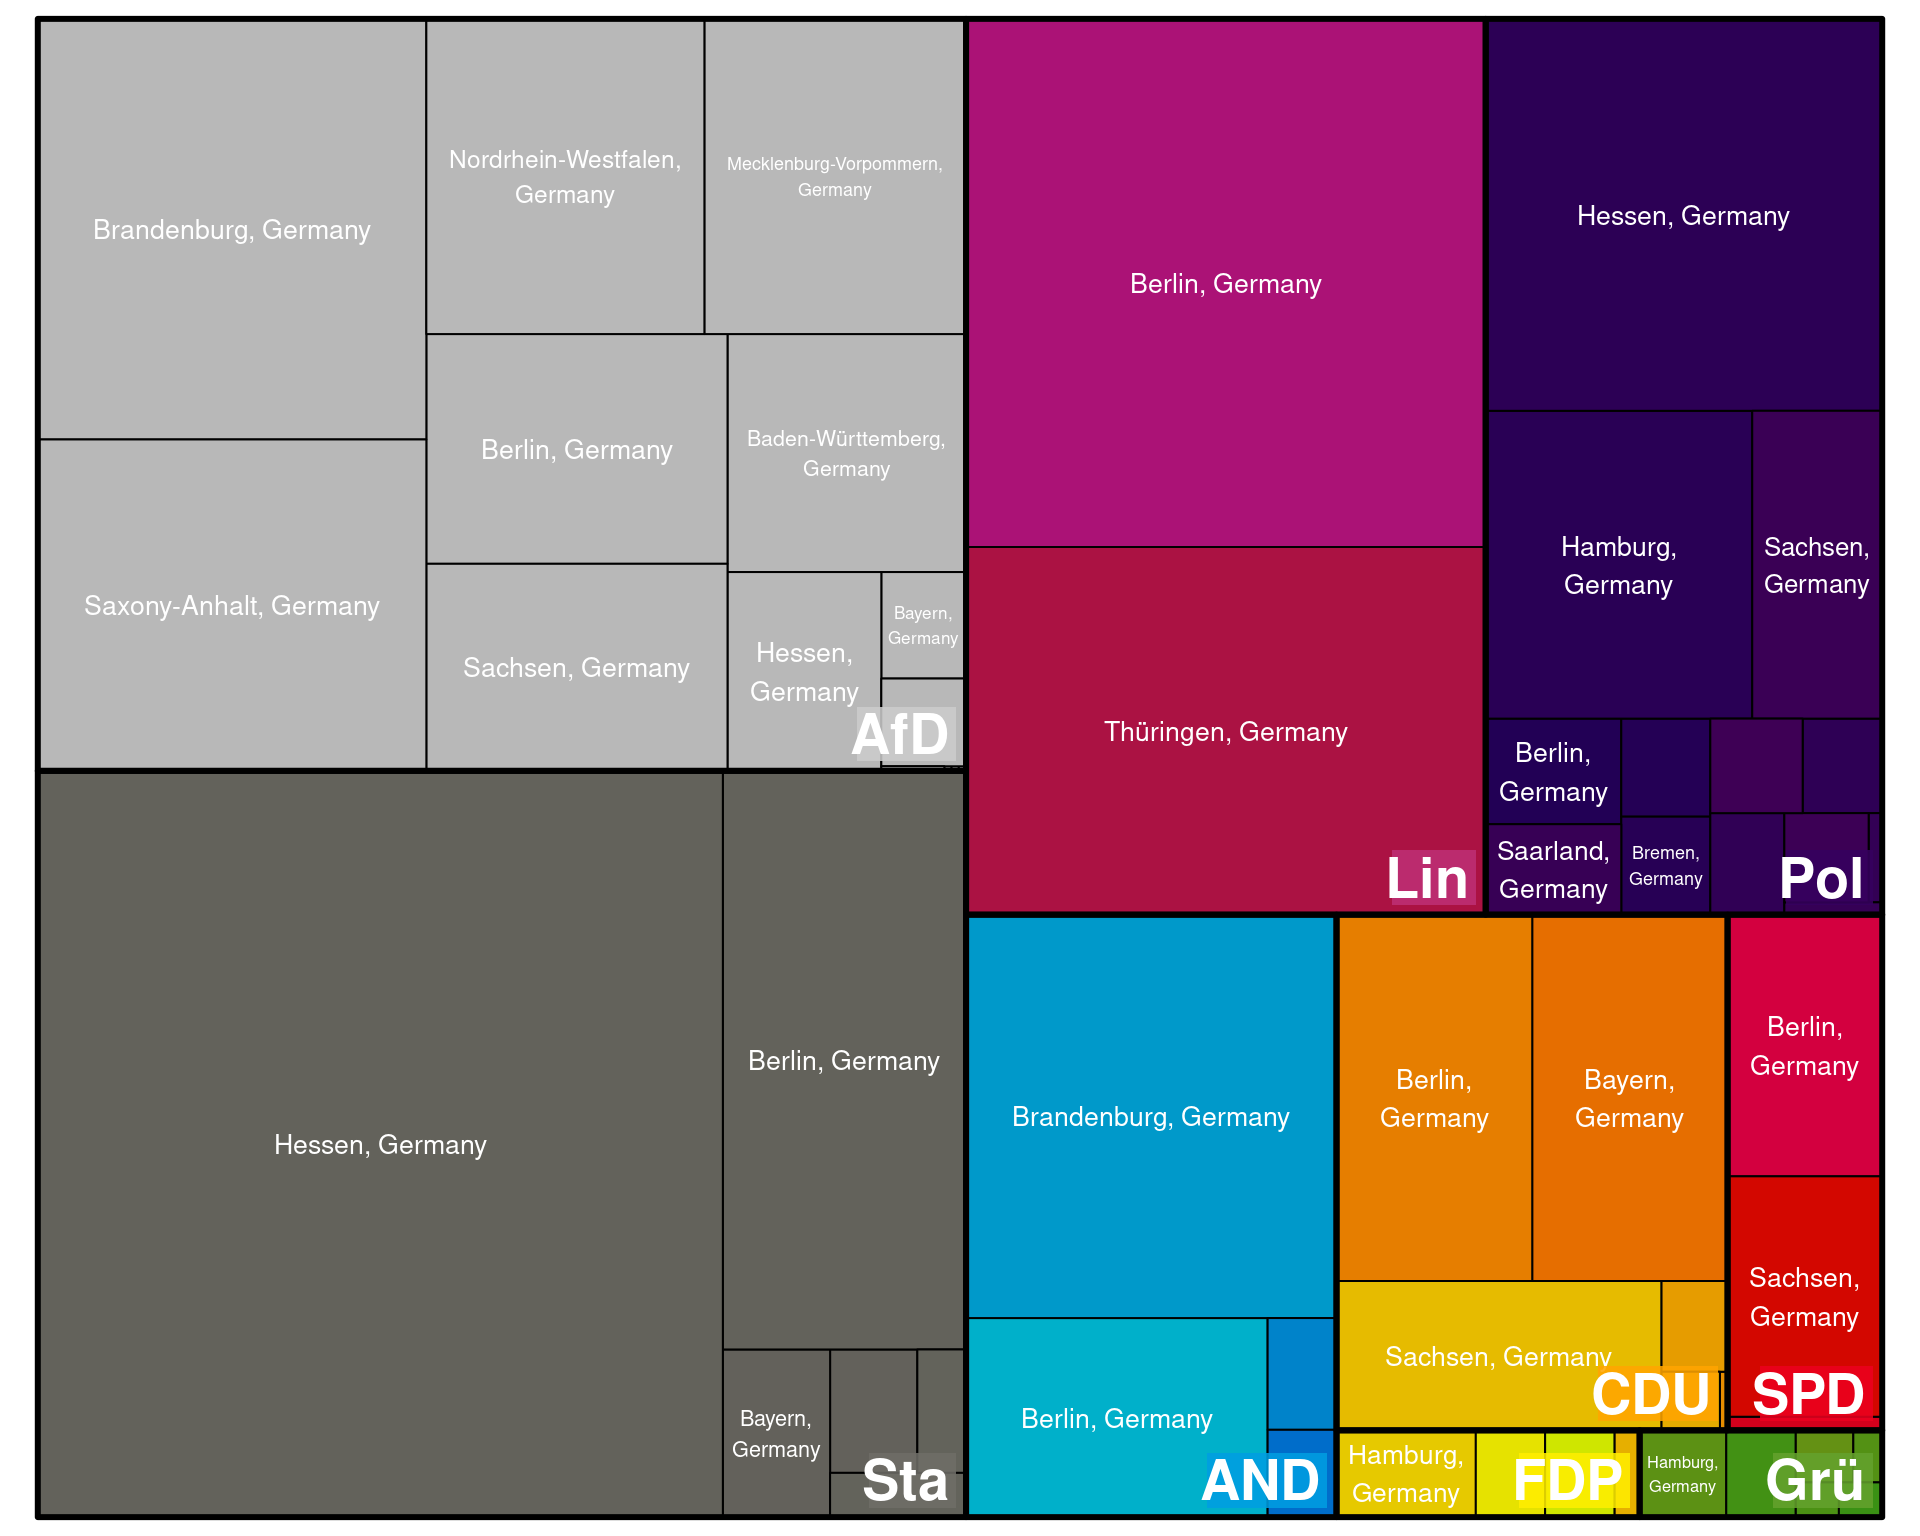 Brandenburg, Germany
Nordrhein-Westfalen,
Germany
Mecklenburg-Vorpommern,
Germany
Saxony-Anhalt, Germany
Berlin, Germany
Baden-Württemberg,
Germany
Sachsen, Germany
Hessen,
Germany
Bayern,
Germany
AfD
Hessen, Germany
Berlin, Germany
Bayern,
Germany
Sta
Berlin, Germany
Thüringen, Germany
Lin
Hessen, Germany
Hamburg,
Germany
Sachsen,
Germany
Berlin,
Germany
Saarland,
Germany
Bremen,
Germany
Pol
Brandenburg, Germany
Berlin, Germany
AND
Berlin,
Germany
Bayern,
Germany
Sachsen, Germany
CDU
Berlin,
Germany
Sachsen,
Germany
SPD
Hamburg,
Germany
FDP
Hamburg,
Germany
Grü